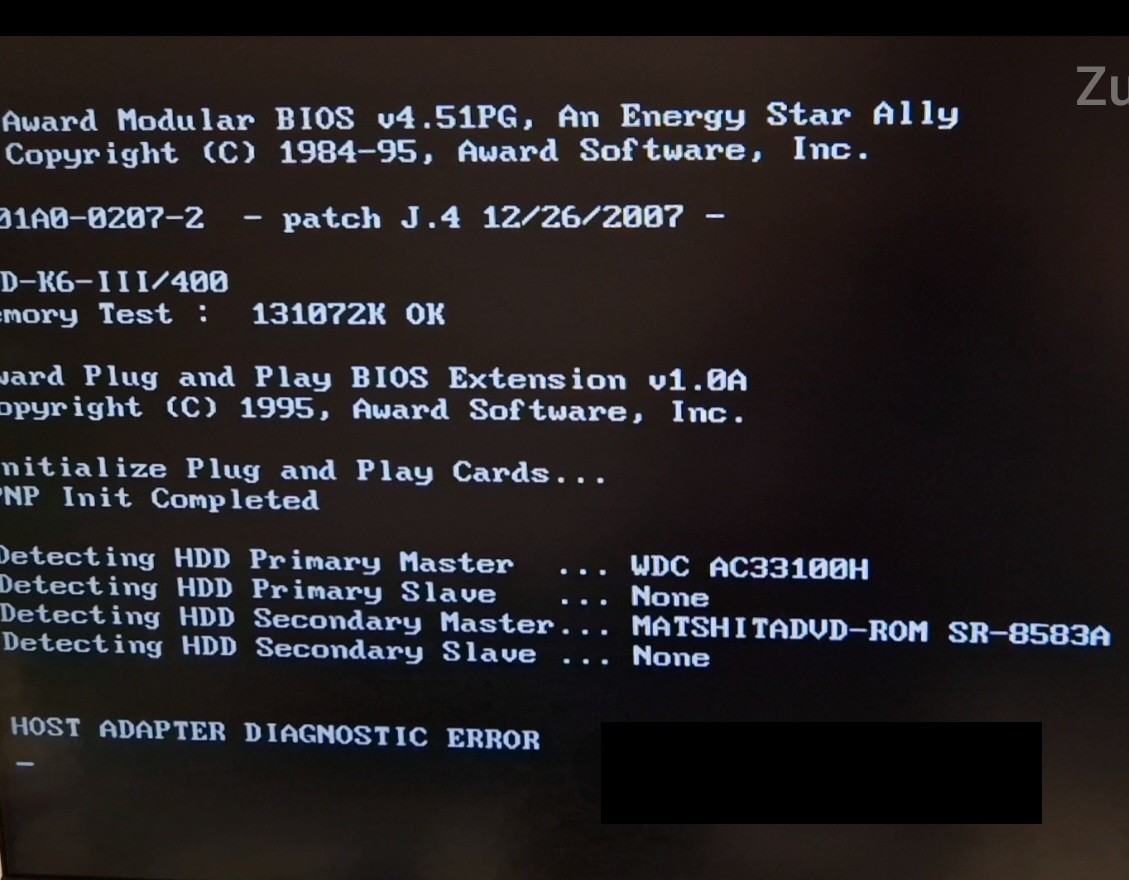 Zu
Award Modular BIOS v4.51PG, An Energy Star Ally
Copyright (C) 1984-95, Award Software, Inc.
01A0-0207-2 - patch J.4 12/26/2007 -
D-K6-III/400
emory Test : 131072K OK
ward Plug and Play BIOS Extension v1.0A
opyright (C) 1995, Award Software, Inc.
nitialize Plug and Play Cards...
PNP Init Completed
Detecting HDD Primary Master ... WDC AC33100H
Detecting HDD Primary Slave ... None
Detecting HDD Secondary Master... MATSHITADVD-ROM SR-8583A
Detecting HDD Secondary Slave ... None
HOST ADAPTER DIAGNOSTIC ERROR
_